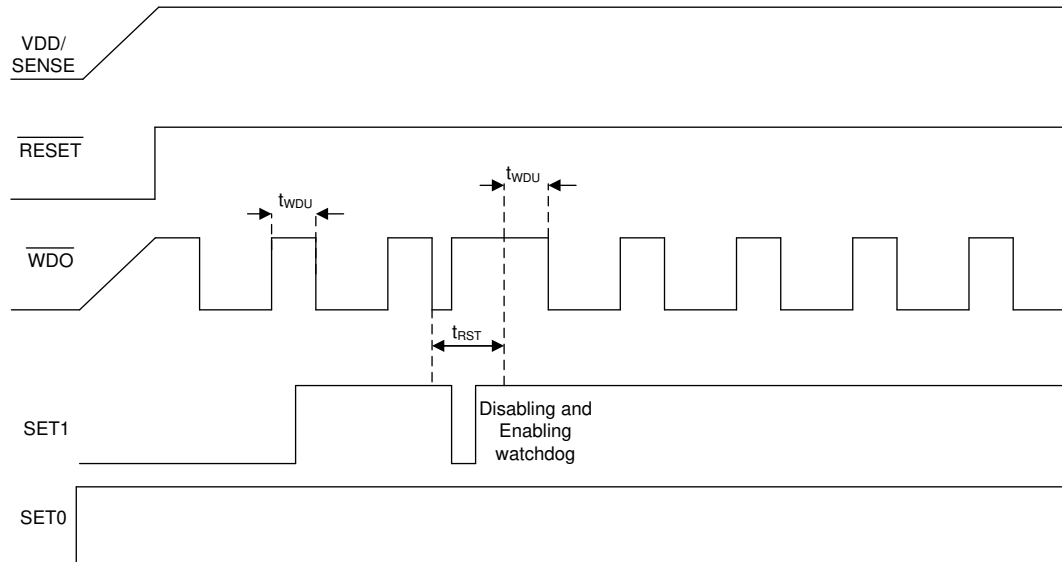 VDD/
SENSE
RESET
tWDU
tWDU
WDO
tRST
SET1
Disabling and
Enabling
watchdog
SET0